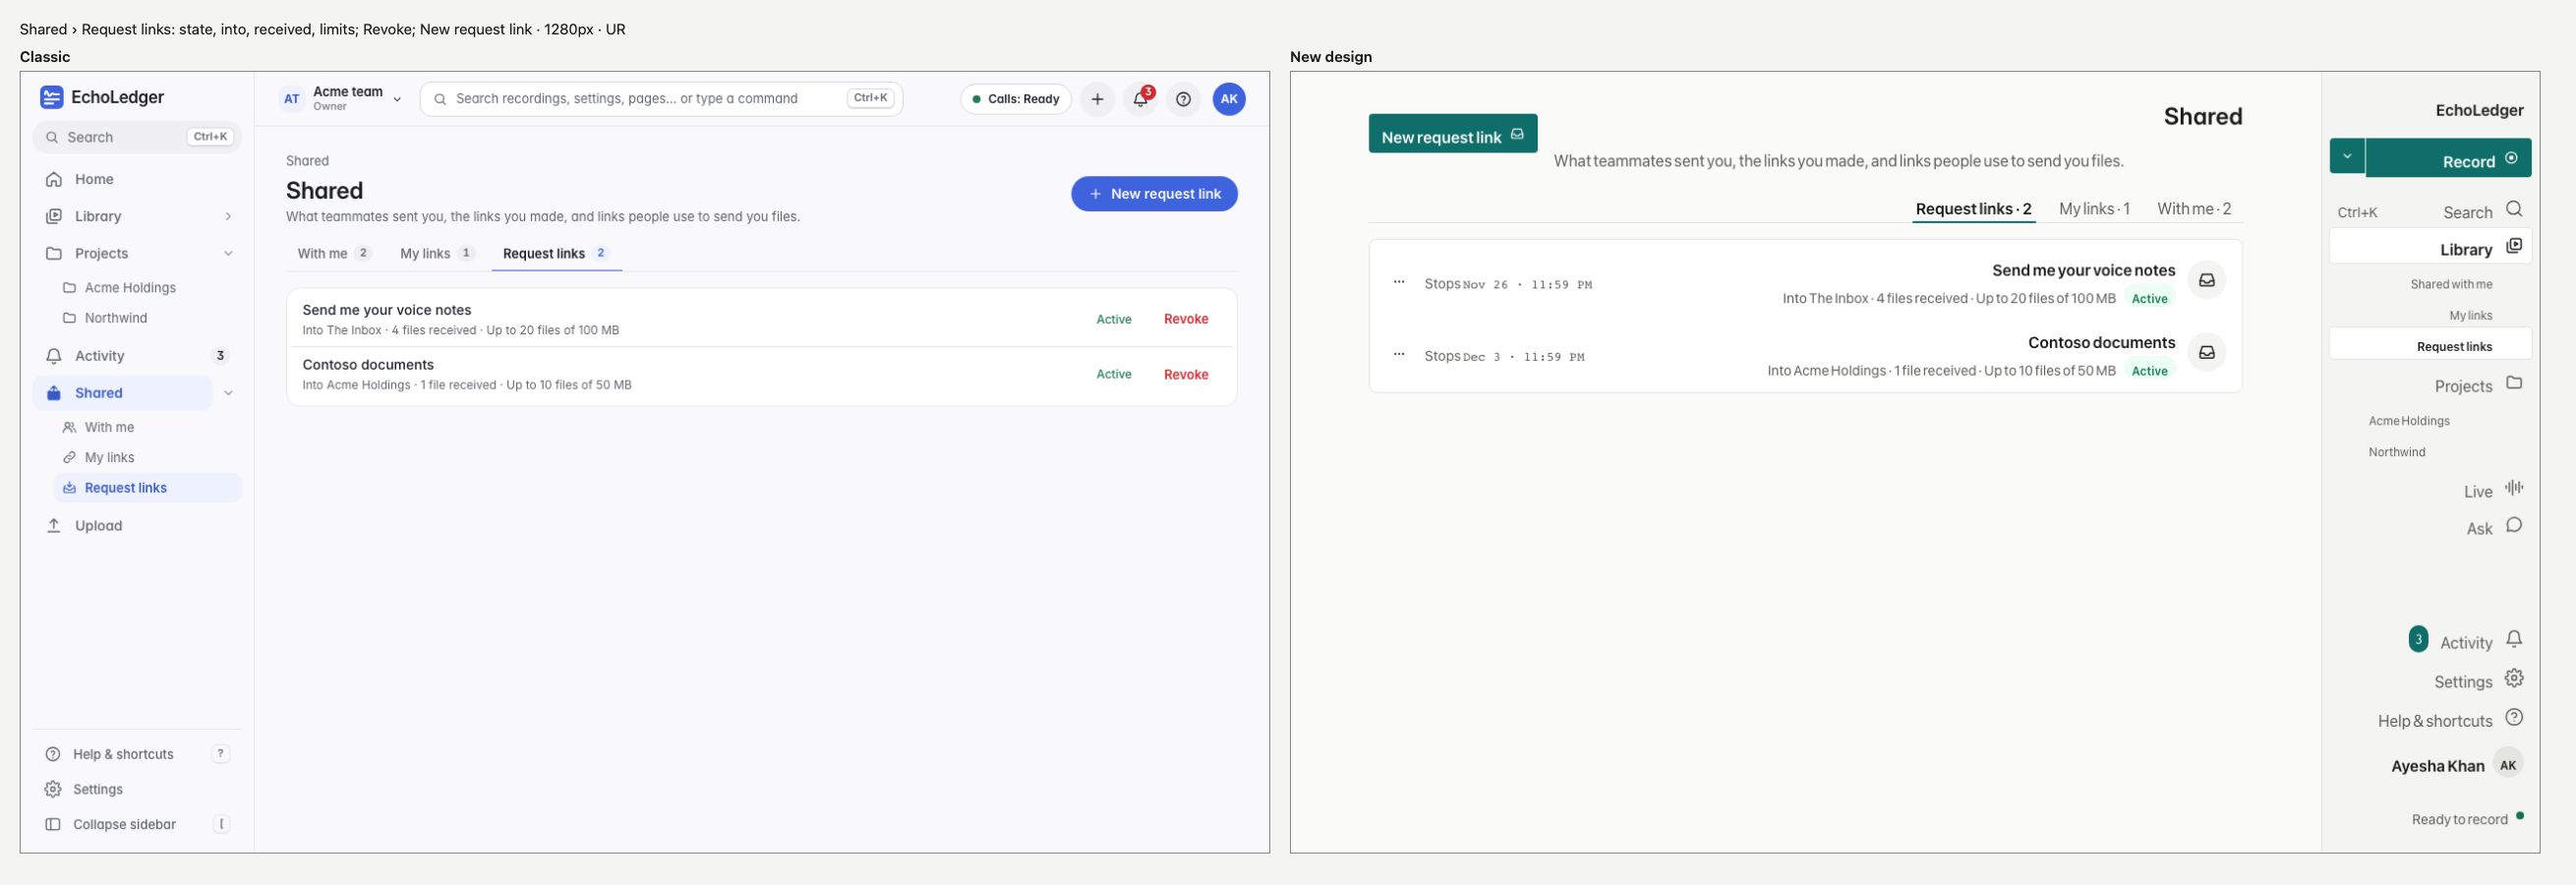 Shared › Request links: state, into, received, limits; Revoke; New request link · 1280px · UR
Classic
EchoLedger
Search Ctrl+K
Home
Library
Projects
Acme Holdings
Northwind
Activity 3
Shared
With me
My links
Request links
Upload
Help & shortcuts ?
Settings
Collapse sidebar [
AT Acme team
Owner
Search recordings, settings, pages... or type a command Ctrl+K
Calls: Ready
3
AK
Shared
Shared
What teammates sent you, the links you made, and links people use to send you files.
New request link
With me 2 My links 1 Request links 2
Send me your voice notes
Into The Inbox · 4 files received · Up to 20 files of 100 MB
Active Revoke
Contoso documents
Into Acme Holdings · 1 file received · Up to 10 files of 50 MB
Active Revoke
New design
Shared
New request link
What teammates sent you, the links you made, and links people use to send you files.
Request links · 2 My links · 1 With me · 2
Send me your voice notes
Into The Inbox · 4 files received · Up to 20 files of 100 MB Active
... Stops Nov 26 · 11:59 PM
Contoso documents
Into Acme Holdings · 1 file received · Up to 10 files of 50 MB Active
... Stops Dec 3 · 11:59 PM
EchoLedger
Record
Ctrl+K Search
Library
Shared with me
My links
Request links
Projects
Acme Holdings
Northwind
Live
Ask
3 Activity
Settings
Help & shortcuts
Ayesha Khan AK
Ready to record